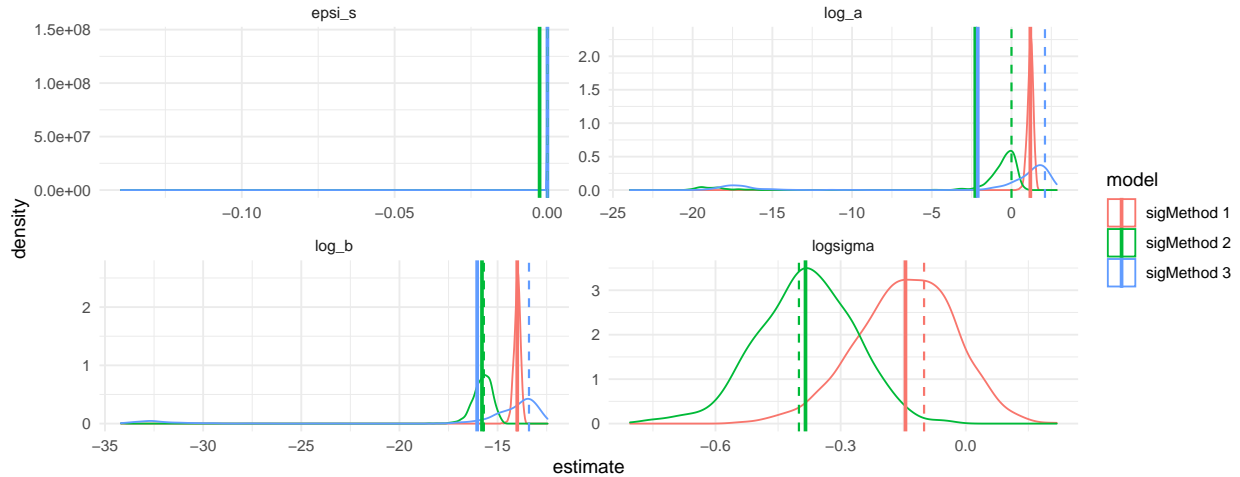 epsi_s
log_a
1.5e+08
1.0e+08
5.0e+07
0.0e+00
−0.10
−0.05
0.00
2.0
1.5
1.0
0.5
0.0
−25
−20
−15
−10
−5
0
density
log_b
logsigma
2
1
0
−35
−30
−25
−20
−15
3
2
1
0
−0.6
−0.3
0.0
estimate
model
sigMethod 1
sigMethod 2
sigMethod 3